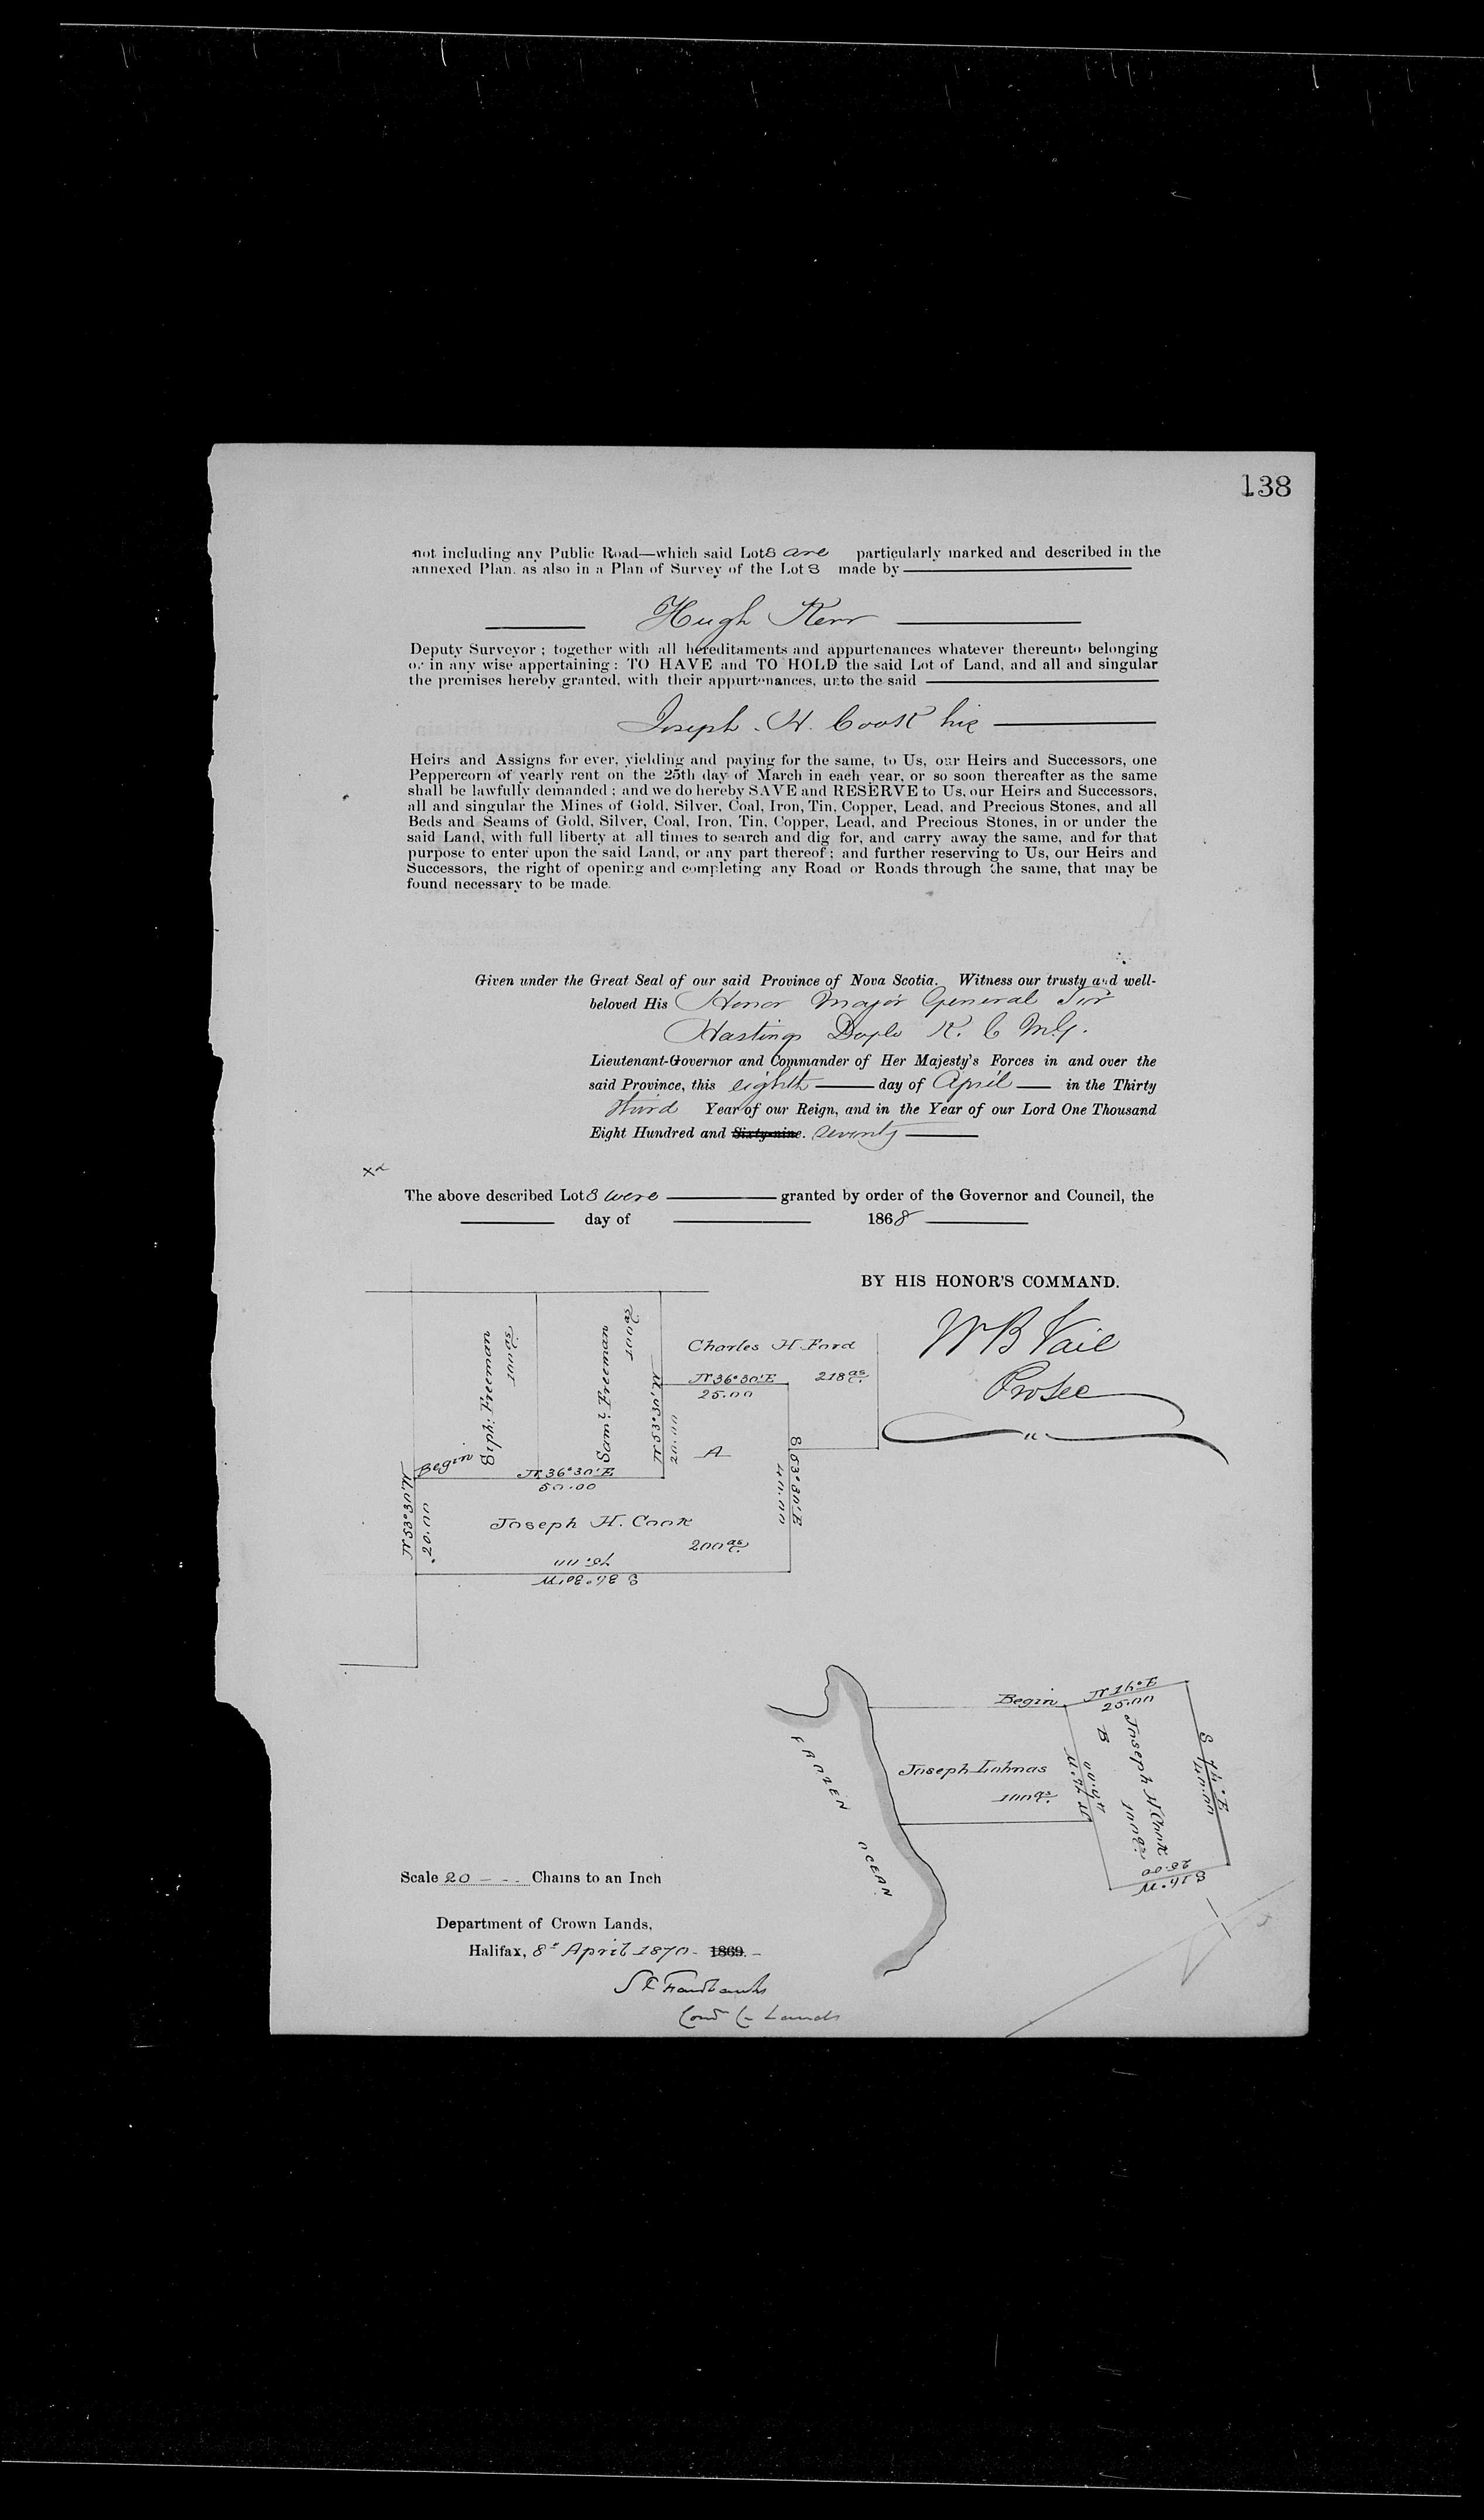 138
not including any Public Road—which said Lots are particularly marked and described in the
annexed Plan. as also in a Plan of Survey of the Lots made by
Hugh Kerr
Deputy Surveyor ; together with all hereditaments and appurtenances whatever thereunto belonging
or in any wise appertaining : TO HAVE and TO HOLD the said Lot of Land, and all and singular
the premises hereby granted, with their appurtenances, unto the said
Joseph. H. Cook his
Heirs and Assigns for ever, yielding and paying for the same, to Us, our Heirs and Successors, one
Peppercorn of yearly rent on the 25th day of March in each year, or so soon thereafter as the same
shall be lawfully demanded ; and we do hereby SAVE and RESERVE to Us, our Heirs and Successors,
all and singular the Mines of Gold, Silver, Coal, Iron, Tin, Copper, Lead, and Precious Stones, and all
Beds and Seams of Gold, Silver, Coal, Iron, Tin, Copper, Lead, and Precious Stones, in or under the
said Land, with full liberty at all times to search and dig for, and carry away the same, and for that
purpose to enter upon the said Land, or any part thereof ; and further reserving to Us, our Heirs and
Successors, the right of opening and completing any Road or Roads through the same, that may be
found necessary to be made.
Given under the Great Seal of our said Province of Nova Scotia. Witness our trusty and well-
beloved His Honor Major General Sir
Hastings Doyle K. C M.G.
Lieutenant-Governor and Commander of Her Majesty's Forces in and over the
said Province, this eighth day of April in the Thirty
third Year of our Reign, and in the Year of our Lord One Thousand
Eight Hundred and Sixty-nine. Seventy
The above described Lots were granted by order of the Governor and Council, the
day of 1868
BY HIS HONOR'S COMMAND.
W B Vail
ProSec
Siph: Freeman
100 as
Saml: Freeman
100 as
Charles H Ford
218 as
N 36°30'E
25.00
N 53°30'W
20.00
A
S 53°30'E
40.00
Begin
N 36°30'E
50.00
N 53°30'W
20.00
Joseph H. Cook
200 as
75.00
S 36°30'W
FROZEN OCEAN
Begin
N 16°E
25.00
Joseph Lohnas
100 as
B
Joseph H Cook
100 as
N 74 W
40.00
S 74°E
40.00
25.00
S 16°W
Scale 20 Chains to an Inch
Department of Crown Lands,
Halifax, 8th April 1870 - 1869.
S P Fairbanks
Comr Cn Lands